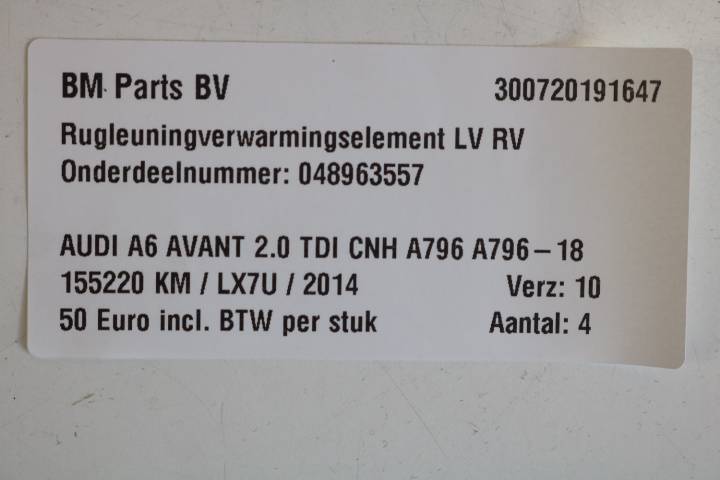 BM Parts BV 300720191647
Rugleuningverwarmingselement LV RV
Onderdeelnummer: 048963557
AUDI A6 AVANT 2.0 TDI CNH A796 A796-18
155220 KM / LX7U / 2014 Verz: 10
50 Euro incl. BTW per stuk Aantal: 4